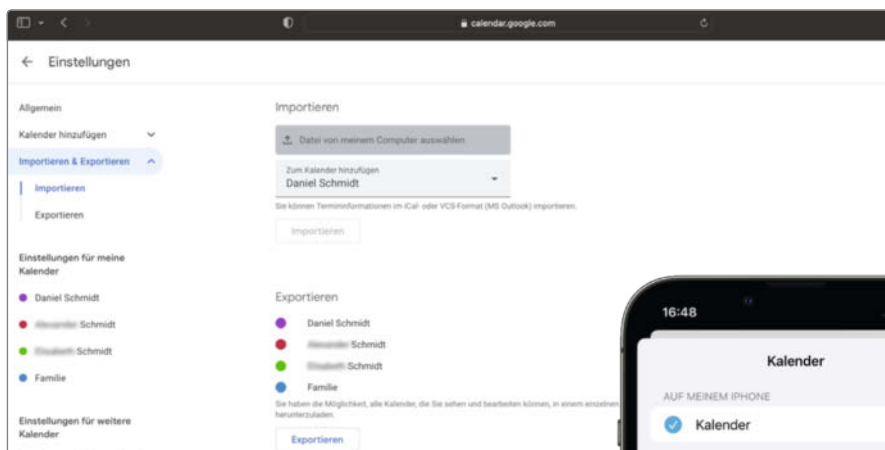 calendar.google.com
Einstellungen
Allgemein
Kalender hinzufügen
Importieren & Exportieren
Importieren
Exportieren
Einstellungen für meine
Kalender
Daniel Schmidt
Schmidt
Schmidt
Familie
Einstellungen für weitere
Kalender
Importieren
Datei von meinem Computer auswählen
Zum Kalender hinzufügen
Daniel Schmidt
Sie können Termininformationen im iCal- oder VCS-Format (MS Outlook) importieren.
Importieren
Exportieren
Daniel Schmidt
Schmidt
Schmidt
Familie
Sie haben die Möglichkeit, alle Kalender, die Sie sehen und bearbeiten können, in einem einzelnen
herunterzuladen.
Exportieren
16:48
Kalender
AUF MEINEM IPHONE
Kalender